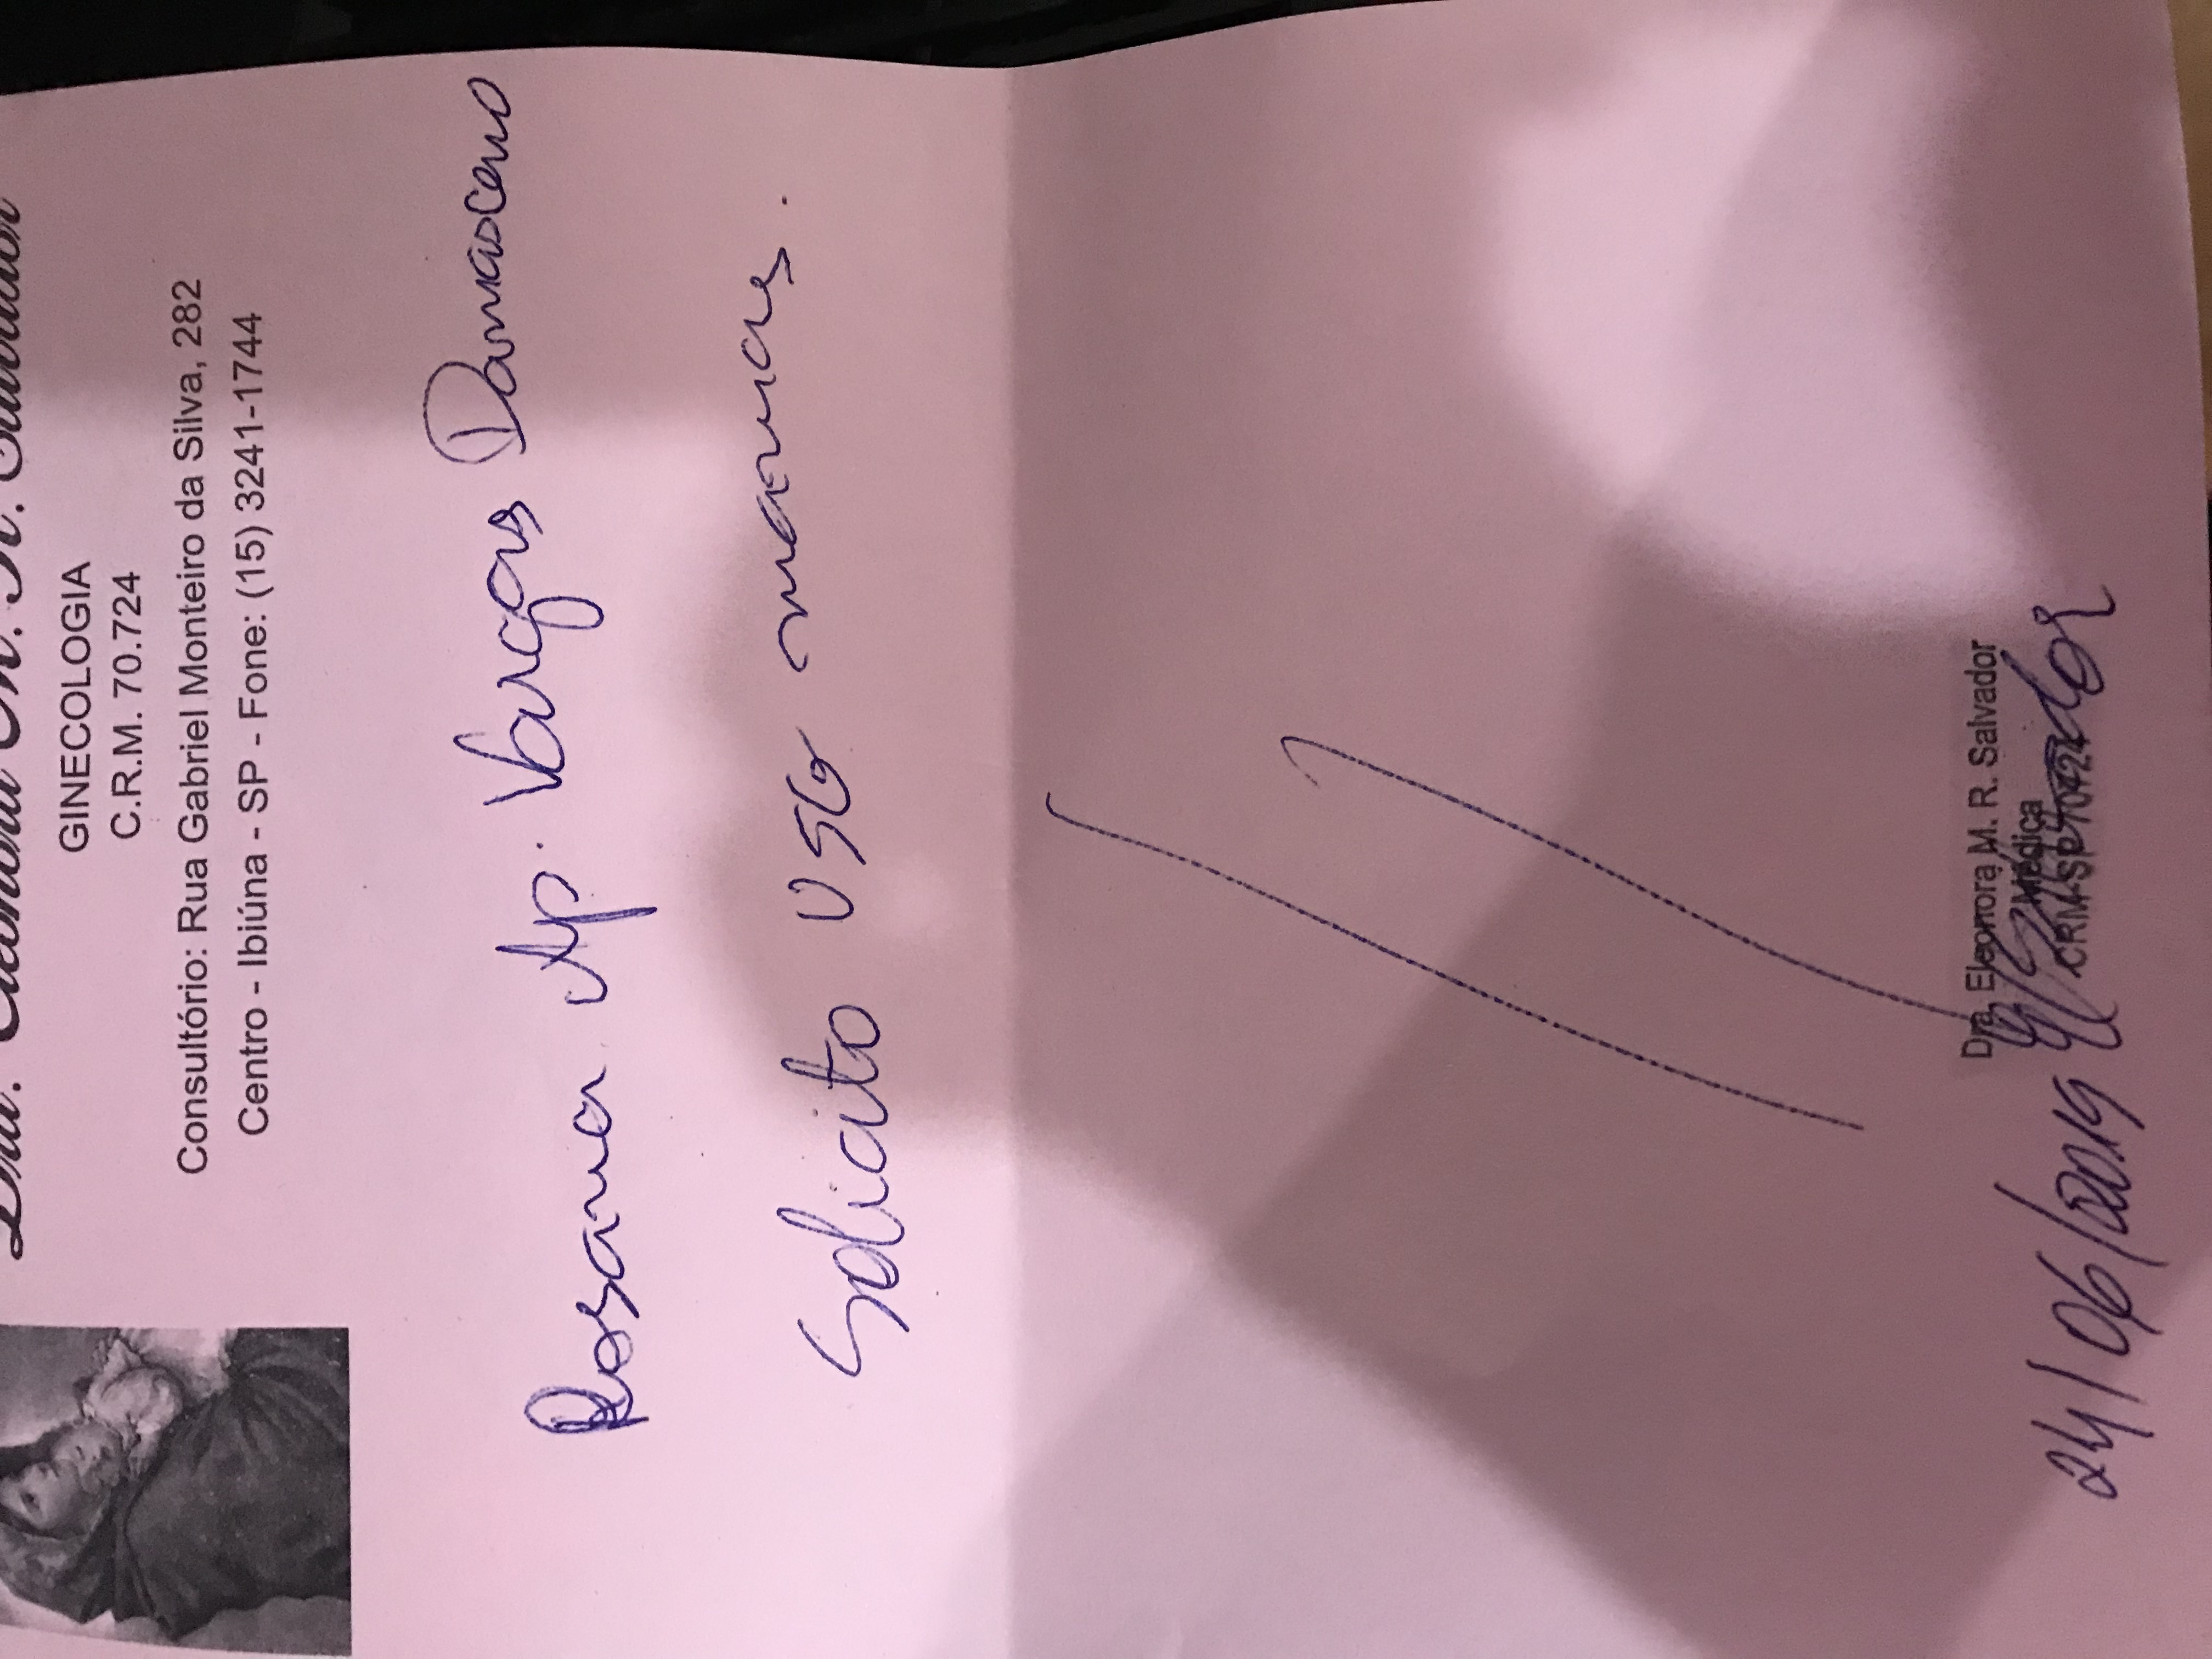 Dra. Eleonora M. R. Salvador
GINECOLOGIA
C.R.M. 70.724
Consultório: Rua Gabriel Monteiro da Silva, 282
Centro - Ibiúna - SP - Fone: (15) 3241-1744
Rosana Ap. Vargas Damasceno
Solicito USG mamas.
Dra. Eleonora M. R. Salvador
Médica
CRM-SP 70724
24/06/2019 Salvador